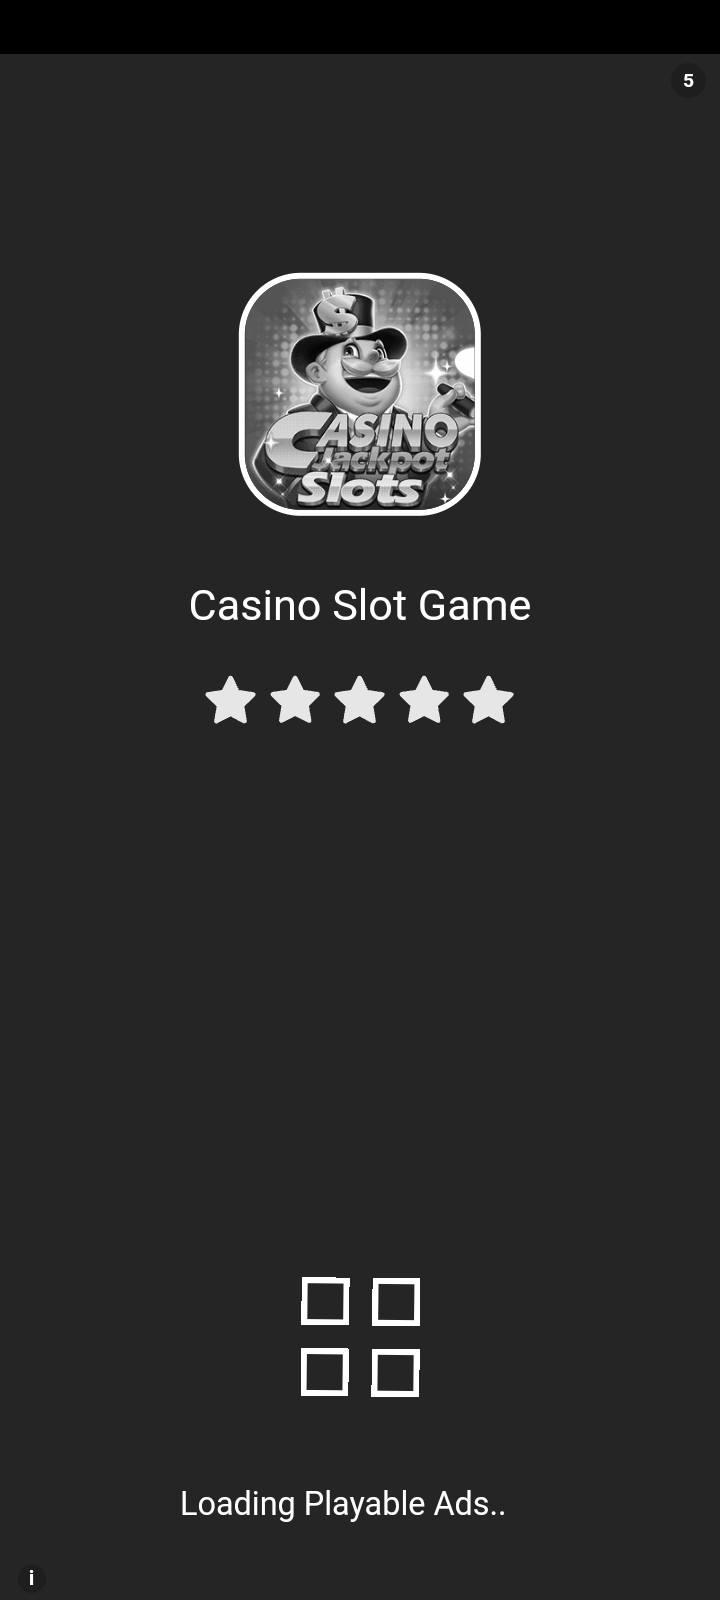 5
$
CASINO
Jackpot
Slots
Casino Slot Game
Loading Playable Ads..
i